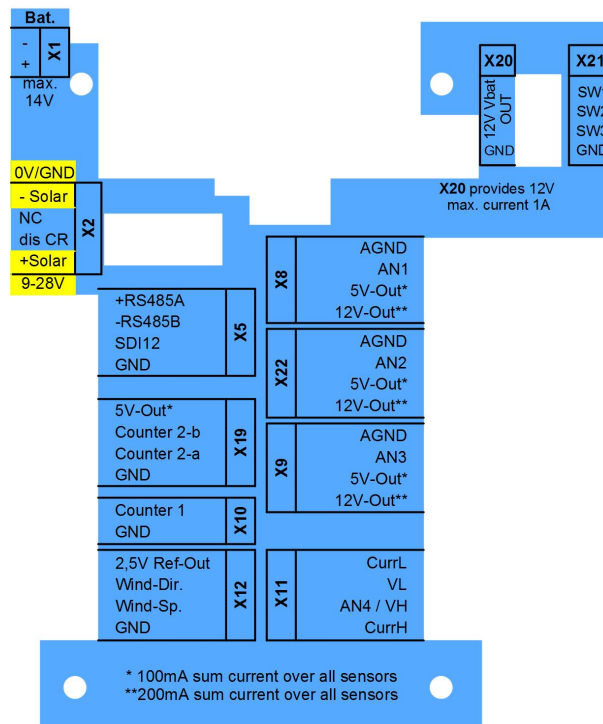 Bat.
-
+
X1
max.
14V
X20
12V Vbat
OUT
GND
X21
SW1
SW2
SW3
GND
X20 provides 12V
max. current 1A
0V/GND
- Solar
NC
dis CR
+Solar
9-28V
X2
+RS485A
-RS485B
SDI12
GND
X5
X8
AGND
AN1
5V-Out*
12V-Out**
X22
AGND
AN2
5V-Out*
12V-Out**
5V-Out*
Counter 2-b
Counter 2-a
GND
X19
X9
AGND
AN3
5V-Out*
12V-Out**
Counter 1
GND
X10
2,5V Ref-Out
Wind-Dir.
Wind-Sp.
GND
X12
X11
CurrL
VL
AN4 / VH
CurrH
* 100mA sum current over all sensors
**200mA sum current over all sensors